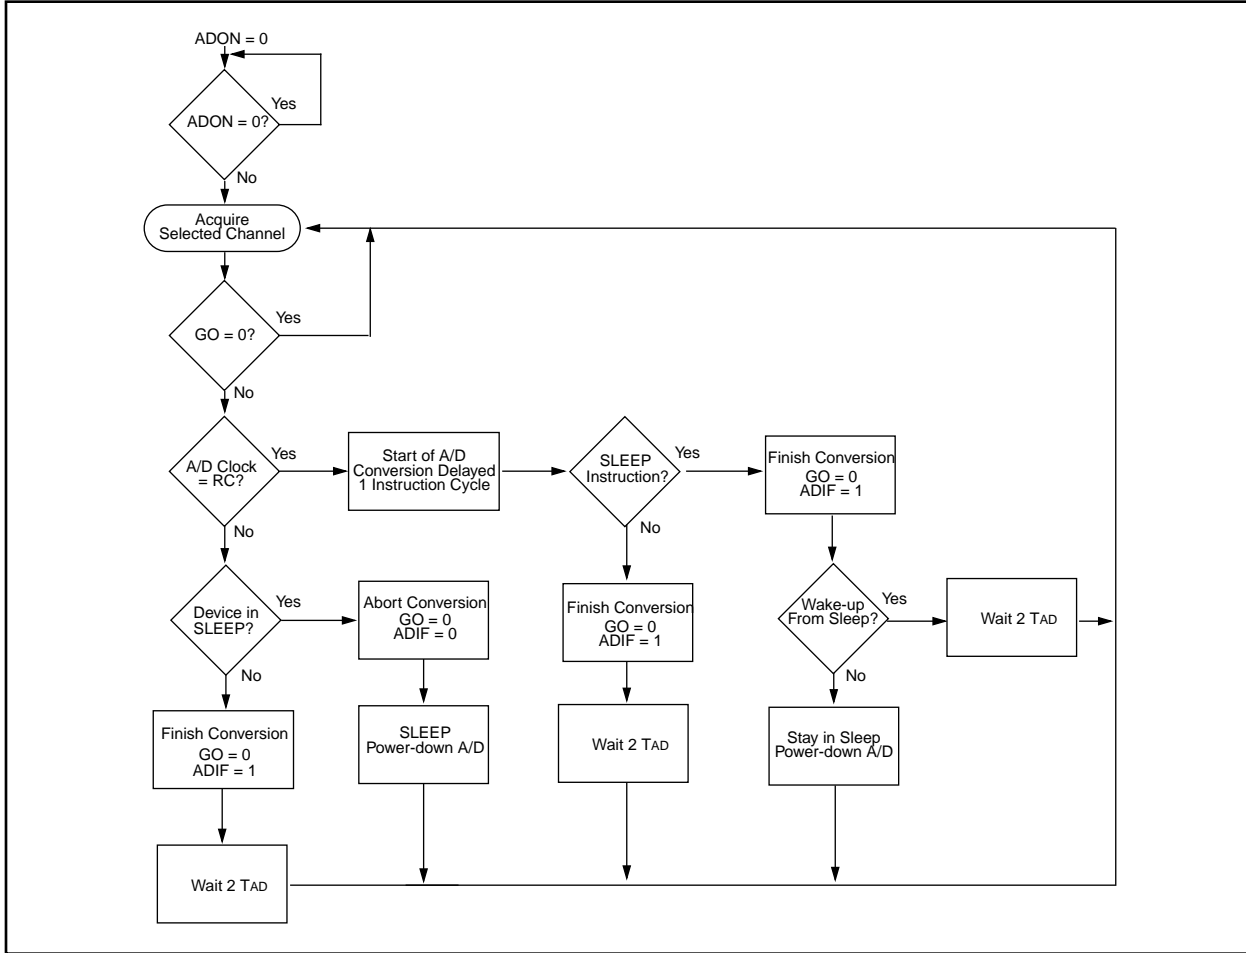 ADON = 0
Yes
ADON = 0?
No
Acquire
Selected Channel
Yes
GO = 0?
No
A/D Clock
= RC?
Yes
Start of A/D
Conversion Delayed
1 Instruction Cycle
SLEEP
Instruction?
Yes
Finish Conversion
GO = 0
ADIF = 1
No
No
Device in
SLEEP?
Yes
Abort Conversion
GO = 0
ADIF = 0
Finish Conversion
GO = 0
ADIF = 1
Wake-up
From Sleep?
Yes
Wait 2 TAD
No
No
Finish Conversion
GO = 0
ADIF = 1
SLEEP
Power-down A/D
Wait 2 TAD
Stay in Sleep
Power-down A/D
Wait 2 TAD